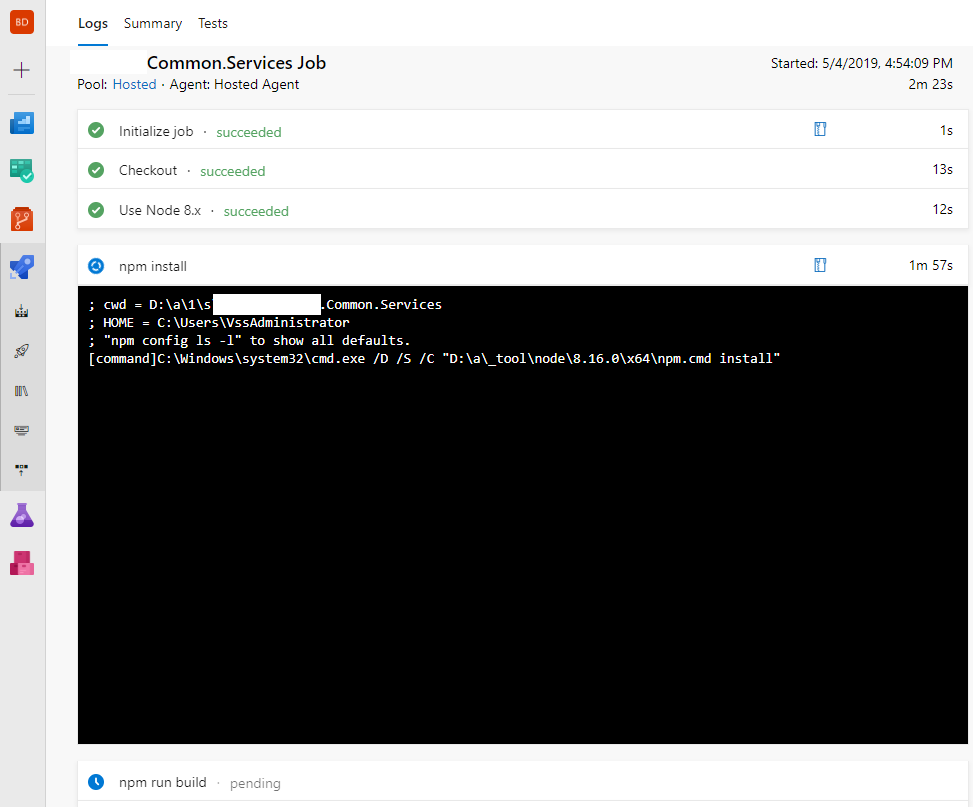 BD
Logs Summary Tests
Common.Services Job
Started: 5/4/2019, 4:54:09 PM
Pool: Hosted · Agent: Hosted Agent
2m 23s
Initialize job · succeeded 1s
Checkout · succeeded 13s
Use Node 8.x · succeeded 12s
npm install 1m 57s
; cwd = D:\a\1\s\ .Common.Services
; HOME = C:\Users\VssAdministrator
; "npm config ls -l" to show all defaults.
[command]C:\Windows\system32\cmd.exe /D /S /C "D:\a\_tool\node\8.16.0\x64\npm.cmd install"
npm run build · pending